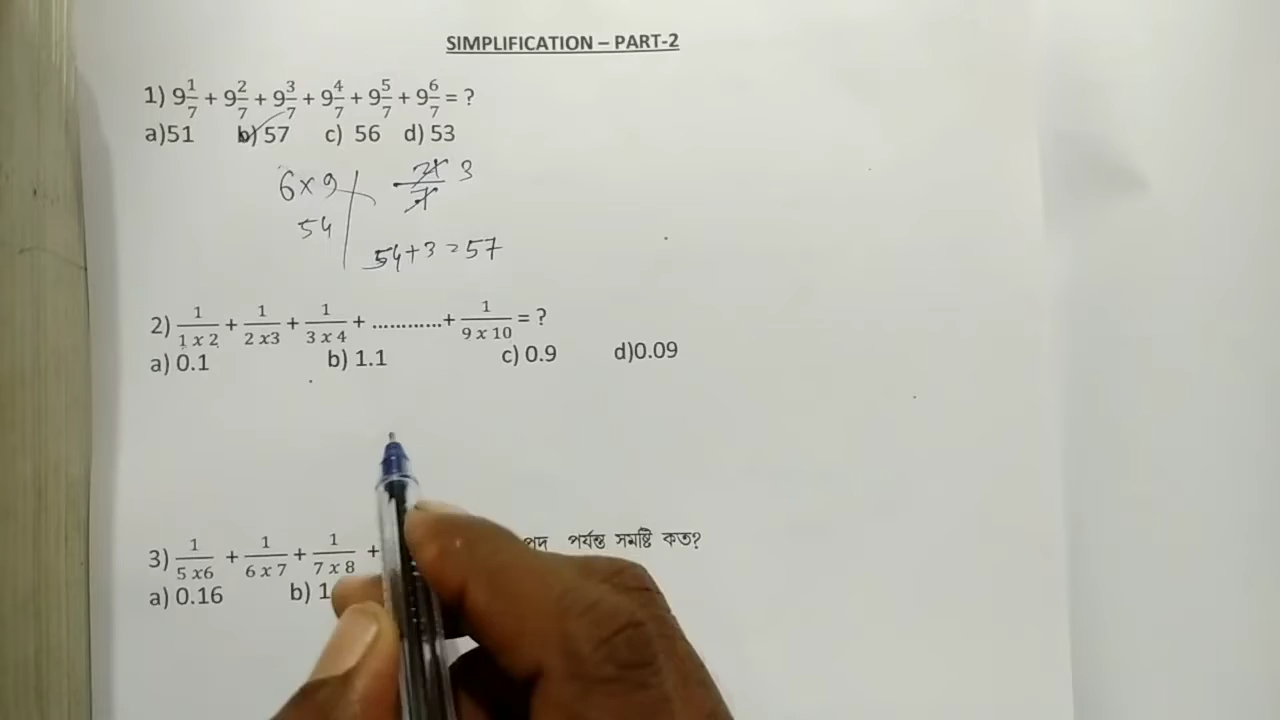 SIMPLIFICATION – PART-2
1) 9 1/7 + 9 2/7 + 9 3/7 + 9 4/7 + 9 5/7 + 9 6/7 = ?
a)51 b) 57 c) 56 d) 53
6 x 9 21/7 3
54
54+3=57
2) 1/(1 x 2) + 1/(2 x3) + 1/(3 x 4) + ............+ 1/(9 x 10) = ?
a) 0.1 b) 1.1 c) 0.9 d)0.09
3) 1/(5 x6) + 1/(6 x 7) + 1/(7 x 8) + পর্যন্ত সমষ্টি কত?
a) 0.16 b) 1